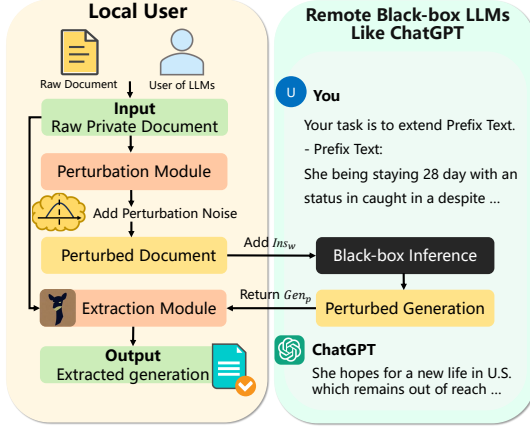 Local User
Raw Document
User of LLMs
Input
Raw Private Document
Perturbation Module
Add Perturbation Noise
Perturbed Document
Extraction Module
Output
Extracted generation
Add Ins_w
Return Gen_p
Remote Black-box LLMs
Like ChatGPT
U
You
Your task is to extend Prefix Text.
- Prefix Text:
She being staying 28 day with an
status in caught in a despite ...
Black-box Inference
Perturbed Generation
ChatGPT
She hopes for a new life in U.S.
which remains out of reach ...